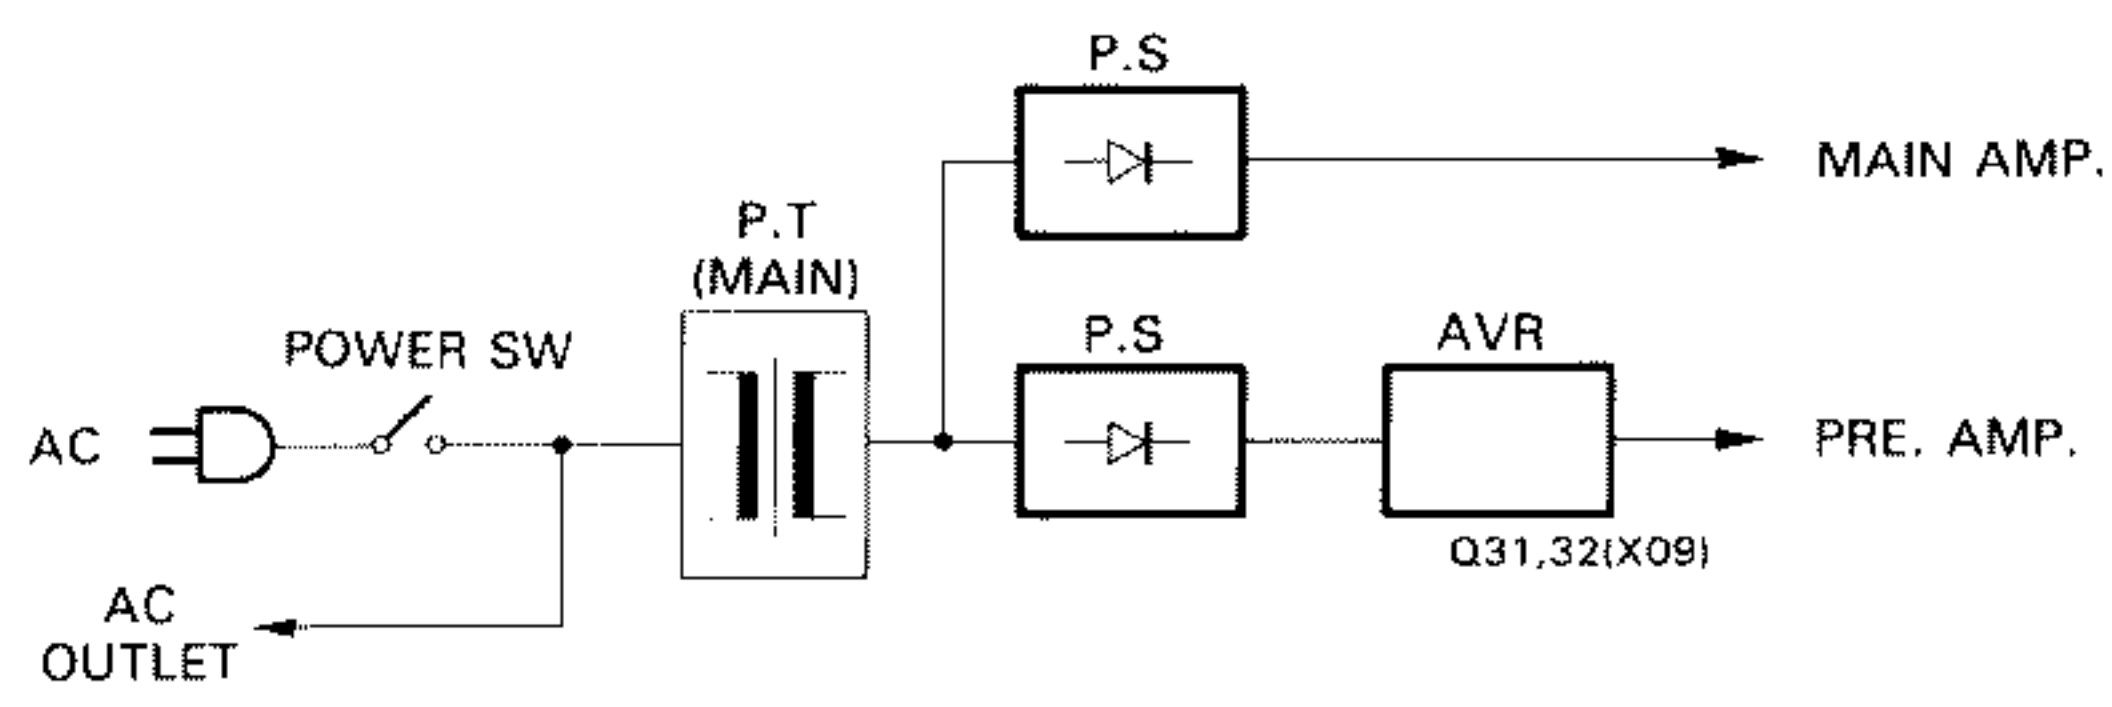 P.S
MAIN AMP.
P.T
(MAIN)
POWER SW
P.S
AVR
AC
PRE. AMP.
Q31,32(X09)
AC
OUTLET